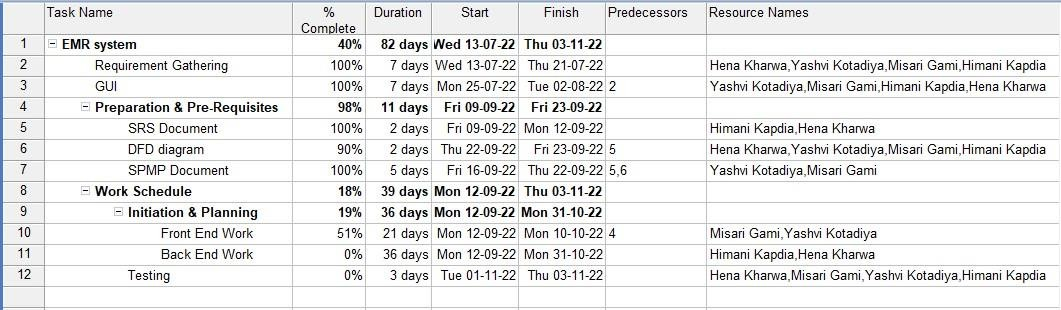 Task Name % Complete Duration Start Finish Predecessors Resource Names
1 EMR system 40% 82 days Wed 13-07-22 Thu 03-11-22
2 Requirement Gathering 100% 7 days Wed 13-07-22 Thu 21-07-22 Hena Kharwa,Yashvi Kotadiya,Misari Gami,Himani Kapdia
3 GUI 100% 7 days Mon 25-07-22 Tue 02-08-22 2 Yashvi Kotadiya,Misari Gami,Himani Kapdia,Hena Kharwa
4 Preparation & Pre-Requisites 98% 11 days Fri 09-09-22 Fri 23-09-22
5 SRS Document 100% 2 days Fri 09-09-22 Mon 12-09-22 Himani Kapdia,Hena Kharwa
6 DFD diagram 90% 2 days Thu 22-09-22 Fri 23-09-22 5 Hena Kharwa,Yashvi Kotadiya,Misari Gami,Himani Kapdia
7 SPMP Document 100% 5 days Fri 16-09-22 Thu 22-09-22 5,6 Yashvi Kotadiya,Misari Gami
8 Work Schedule 18% 39 days Mon 12-09-22 Thu 03-11-22
9 Initiation & Planning 19% 36 days Mon 12-09-22 Mon 31-10-22
10 Front End Work 51% 21 days Mon 12-09-22 Mon 10-10-22 4 Misari Gami,Yashvi Kotadiya
11 Back End Work 0% 36 days Mon 12-09-22 Mon 31-10-22 Himani Kapdia,Hena Kharwa
12 Testing 0% 3 days Tue 01-11-22 Thu 03-11-22 Hena Kharwa,Misari Gami,Yashvi Kotadiya,Himani Kapdia